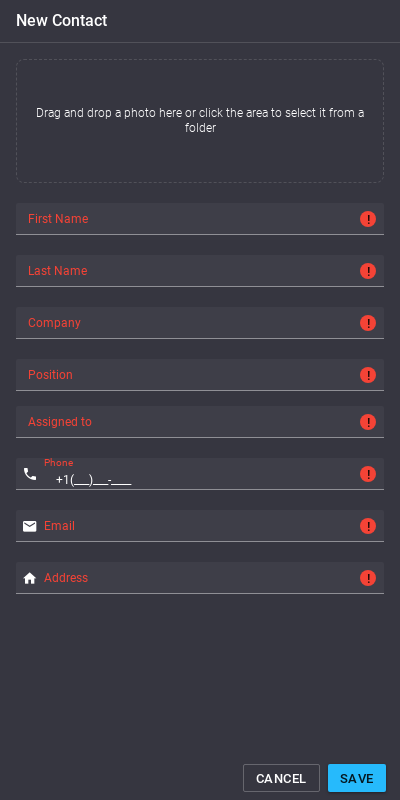 New Contact
Drag and drop a photo here or click the area to select it from a
folder
First Name
Last Name
Company
Position
Assigned to
Phone
+1(___)___-____
Email
Address
CANCEL SAVE